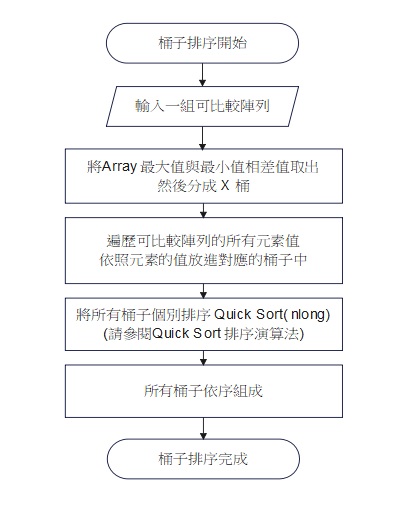 桶子排序開始
輸入一組可比較陣列
將Array 最大值與最小值相差值取出
然後分成 X 桶
遍歷可比較陣列的所有元素值
依照元素的值放進對應的桶子中
將所有桶子個別排序 Quick Sort( nlong)
(請參閱Quick Sort 排序演算法)
所有桶子依序組成
桶子排序完成